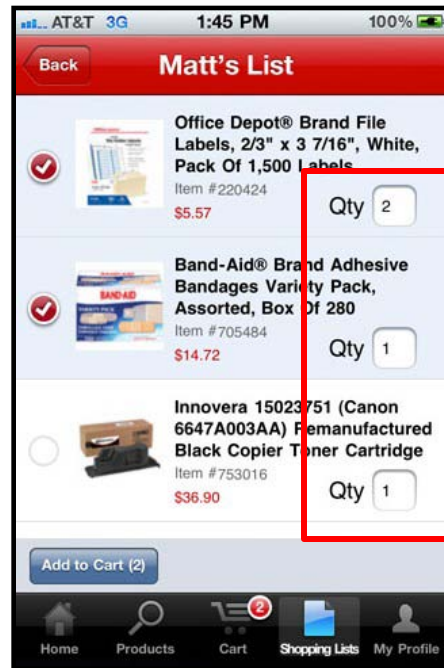 AT&T 3G 1:45 PM 100%
Back Matt's List
Office Depot® Brand File
Labels, 2/3" x 3 7/16", White,
Pack Of 1,500 Labels
Item #220424
$5.57 Qty 2
BAND-AID
Band-Aid® Brand Adhesive
Bandages Variety Pack,
Assorted, Box Of 280
Item #705484
$14.72 Qty 1
Innovera 15023751 (Canon
6647A003AA) Remanufactured
Black Copier Toner Cartridge
Item #753016
$36.90 Qty 1
Add to Cart (2)
2
Home Products Cart Shopping Lists My Profile